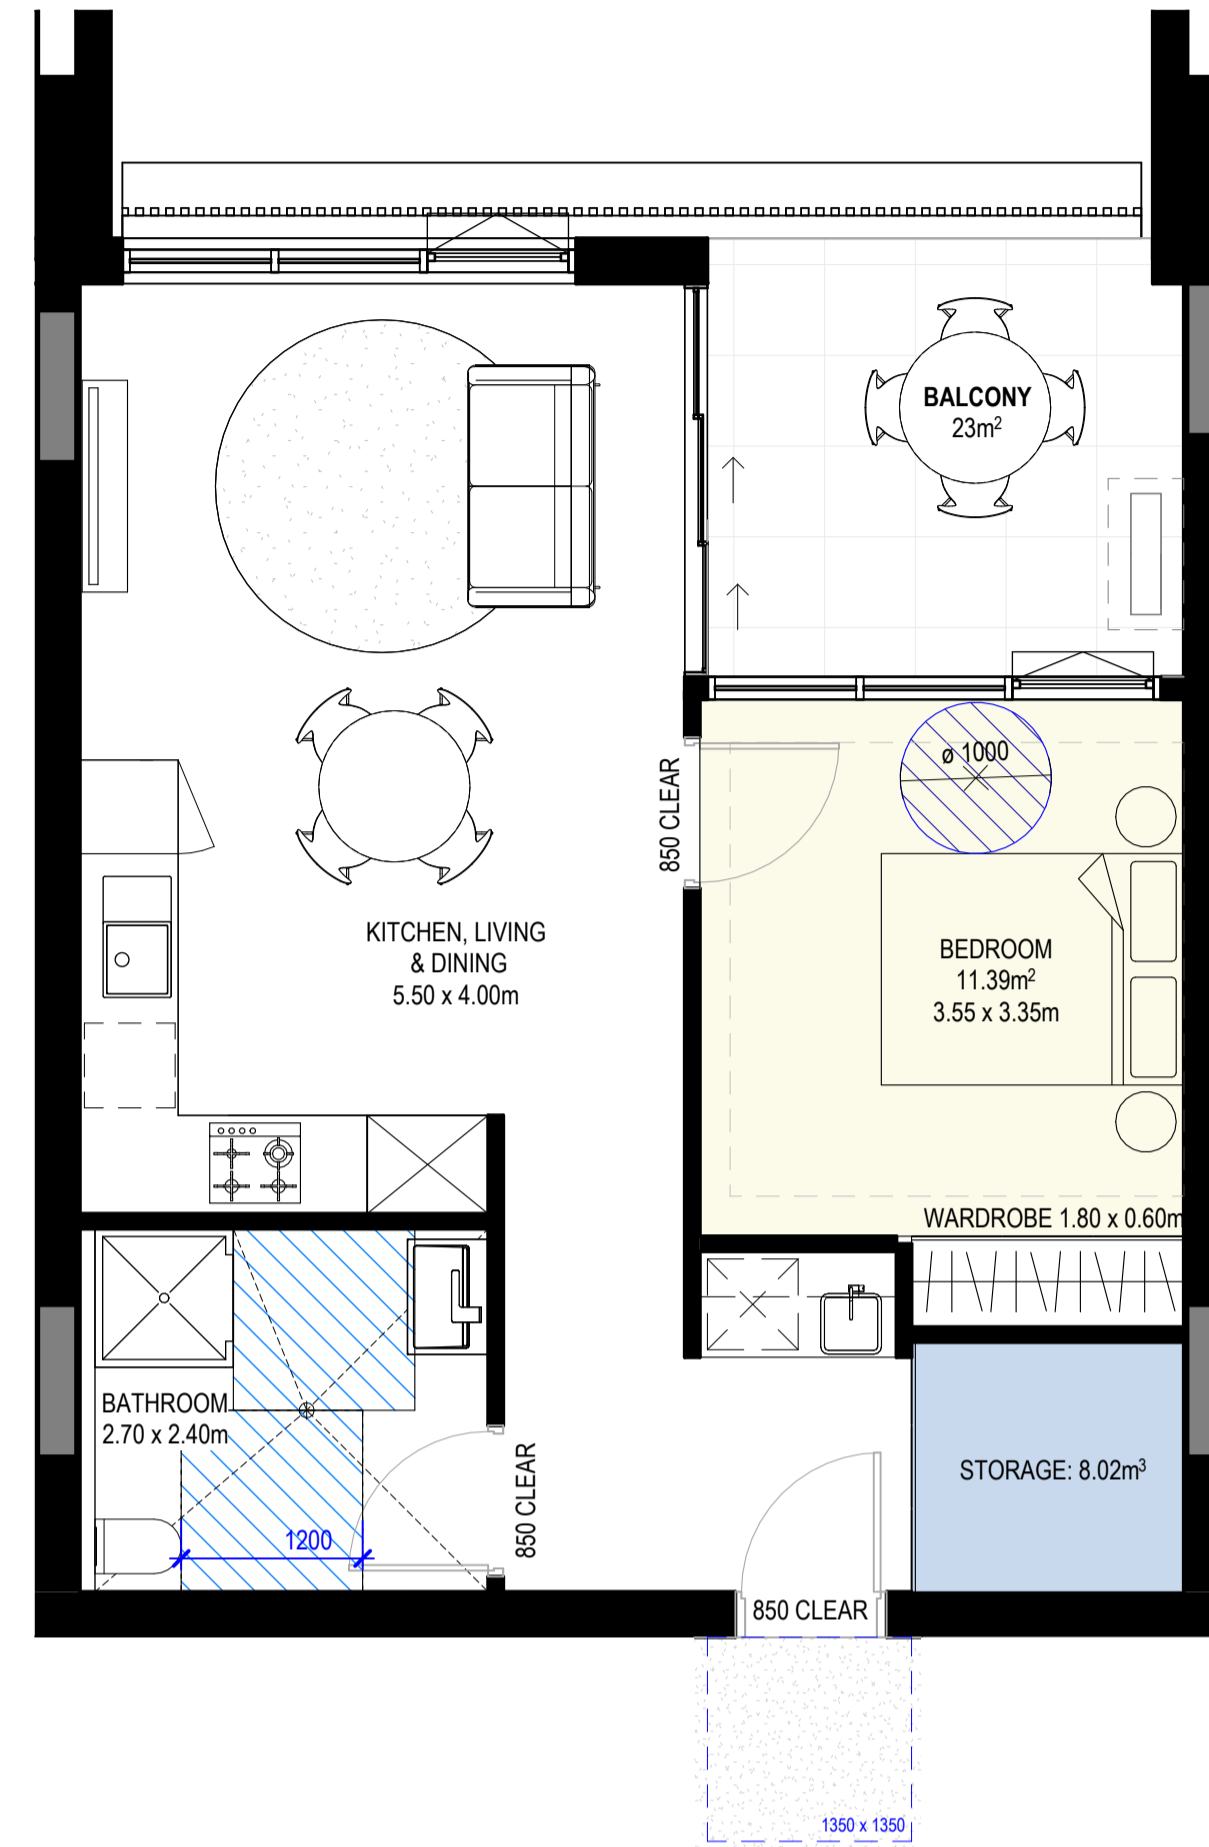 BALCONY
23m²
ø 1000
850 CLEAR
KITCHEN, LIVING
& DINING
5.50 x 4.00m
BEDROOM
11.39m²
3.55 x 3.35m
WARDROBE 1.80 x 0.60m
BATHROOM
2.70 x 2.40m
STORAGE: 8.02m³
850 CLEAR
1200
850 CLEAR
1350 x 1350